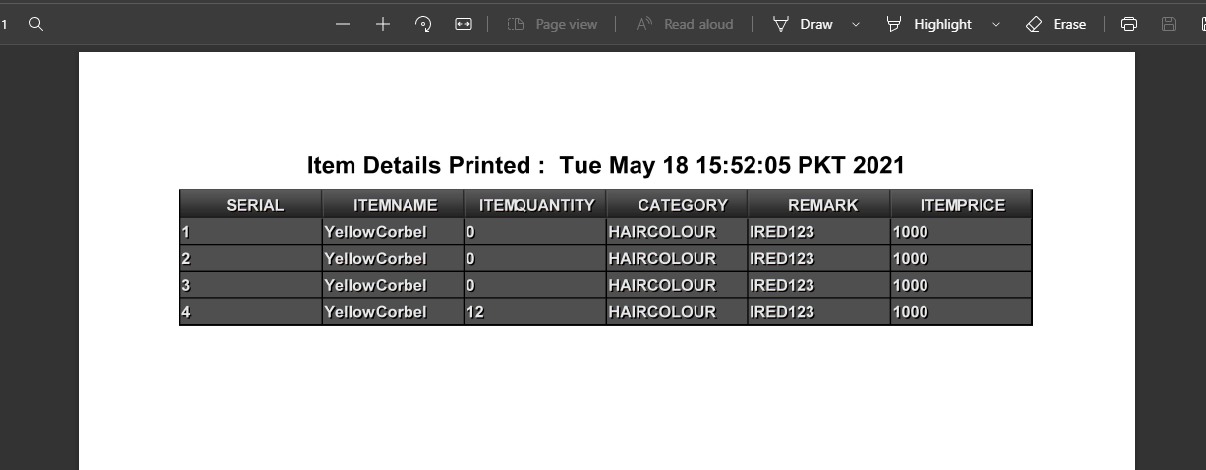 1 Page view Read aloud Draw Highlight Erase
Item Details Printed : Tue May 18 15:52:05 PKT 2021
SERIAL ITEMNAME ITEMQUANTITY CATEGORY REMARK ITEMPRICE
1 YellowCorbel 0 HAIRCOLOUR IRED123 1000
2 YellowCorbel 0 HAIRCOLOUR IRED123 1000
3 YellowCorbel 0 HAIRCOLOUR IRED123 1000
4 YellowCorbel 12 HAIRCOLOUR IRED123 1000